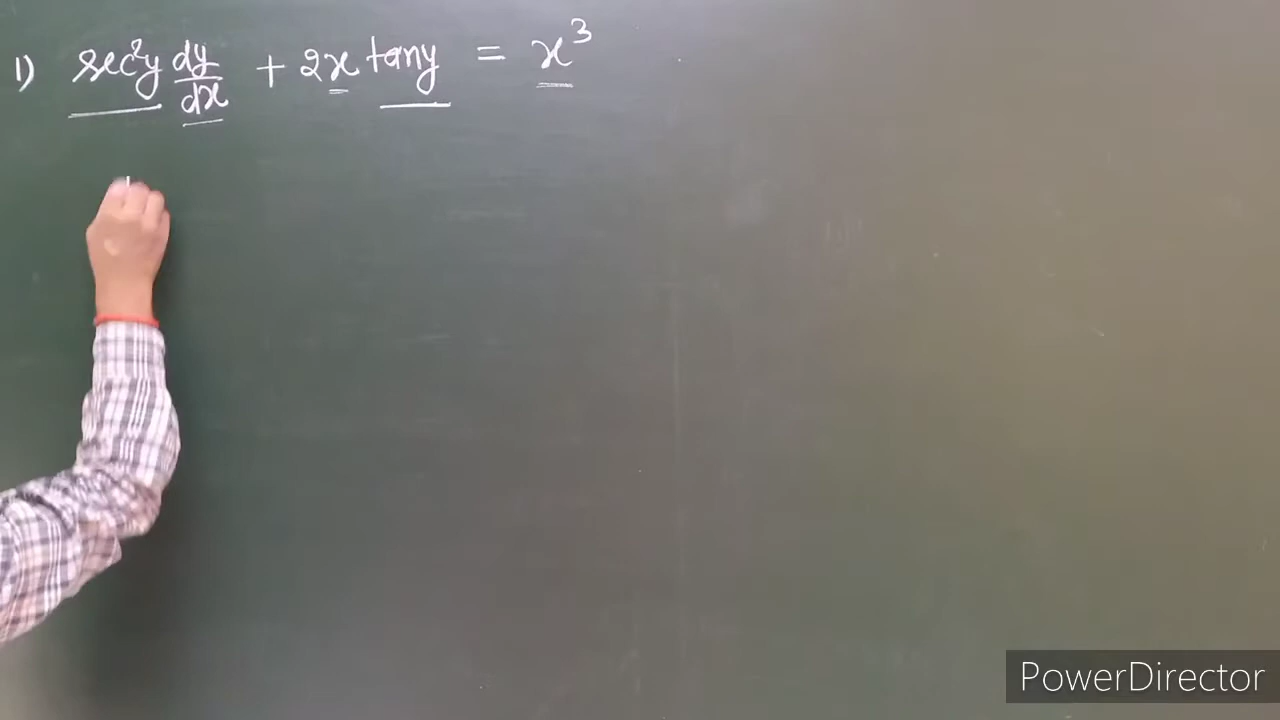 1) sec²y dy/dx + 2x tany = x³
PowerDirector